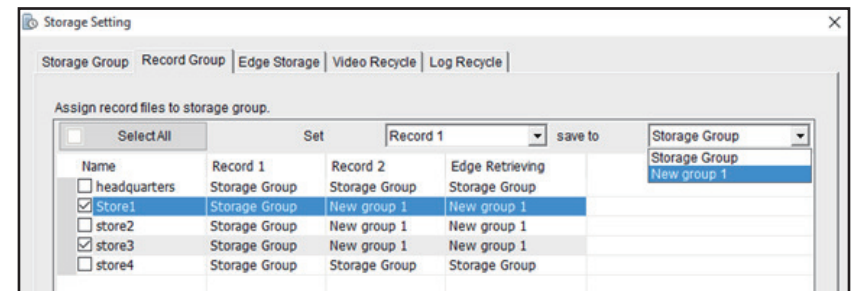 Storage Setting
Storage Group Record Group Edge Storage Video Recycle Log Recycle
Assign record files to storage group.
Select All Set Record 1 save to Storage Group
Storage Group
New group 1
Name Record 1 Record 2 Edge Retrieving
headquarters Storage Group Storage Group Storage Group
Store1 Storage Group New group 1 New group 1
store2 Storage Group New group 1 New group 1
store3 Storage Group New group 1 New group 1
store4 Storage Group Storage Group Storage Group